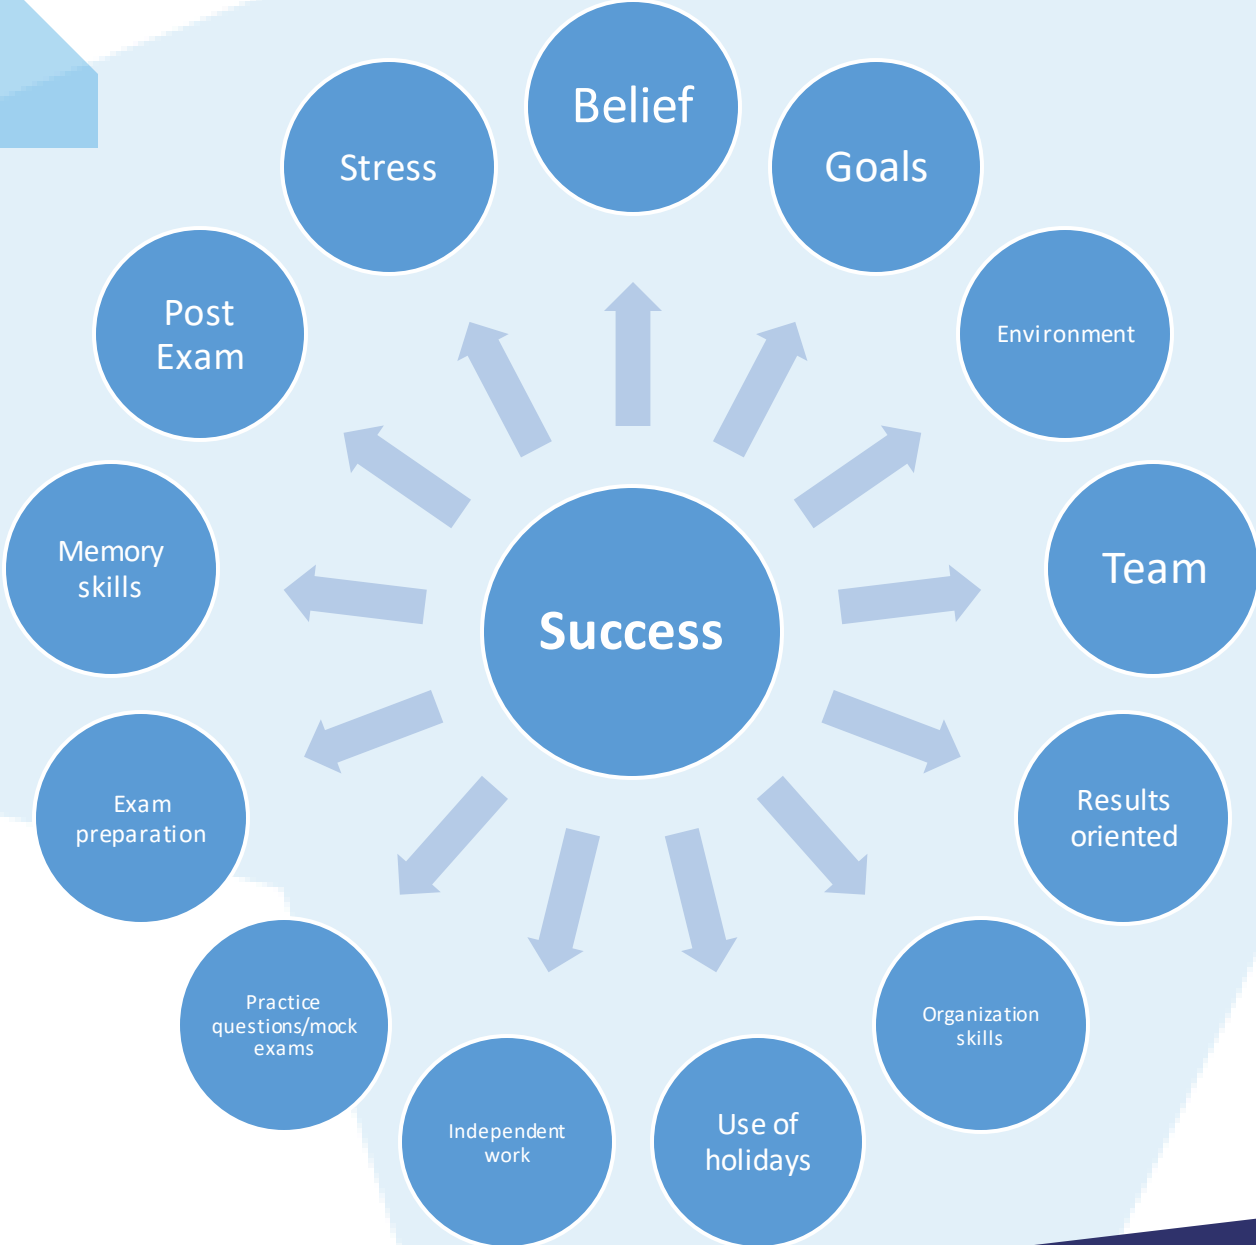 Belief
Goals
Environment
Team
Results
oriented
Organization
skills
Use of
holidays
Independent
work
Practice
questions/mock
exams
Exam
preparation
Memory
skills
Post
Exam
Stress
Success